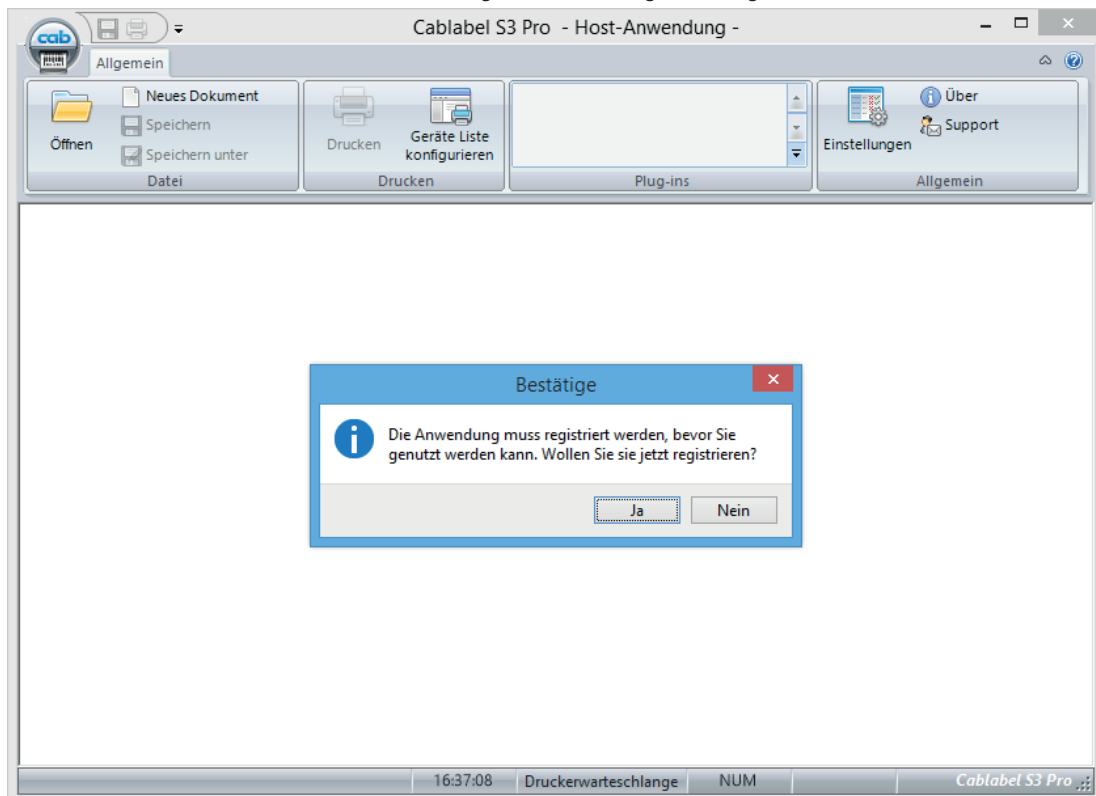 Cablabel S3 Pro - Host-Anwendung -
cab
Allgemein
Öffnen
Neues Dokument
Speichern
Speichern unter
Datei
Drucken
Geräte Liste
konfigurieren
Drucken
Plug-ins
Einstellungen
Über
Support
Allgemein
Bestätige
Die Anwendung muss registriert werden, bevor Sie
genutzt werden kann. Wollen Sie sie jetzt registrieren?
Ja
Nein
16:37:08
Druckerwarteschlange
NUM
Cablabel S3 Pro